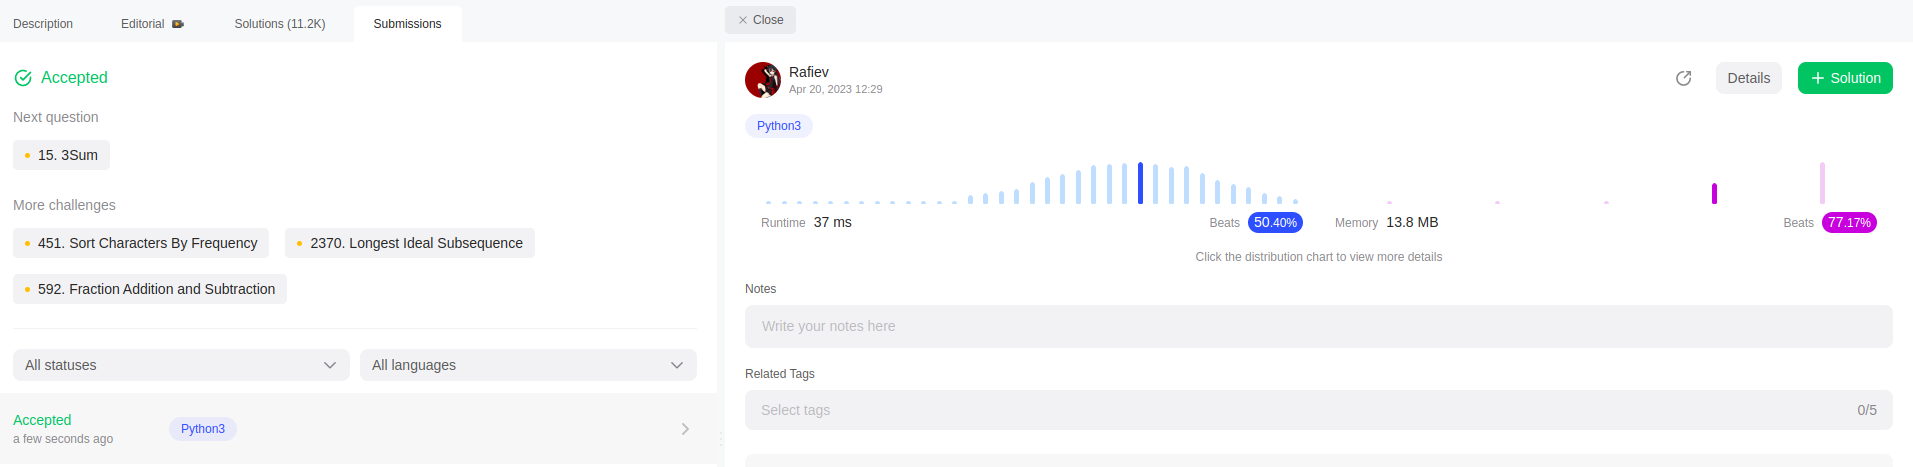 Description Editorial Solutions (11.2K) Submissions
Accepted
Next question
15. 3Sum
More challenges
451. Sort Characters By Frequency 2370. Longest Ideal Subsequence
592. Fraction Addition and Subtraction
All statuses All languages
Accepted
a few seconds ago
Python3
Close
Rafiev
Apr 20, 2023 12:29
Details
Solution
Python3
Runtime 37 ms Beats 50.40% Memory 13.8 MB Beats 77.17%
Click the distribution chart to view more details
Notes
Write your notes here
Related Tags
Select tags 0/5